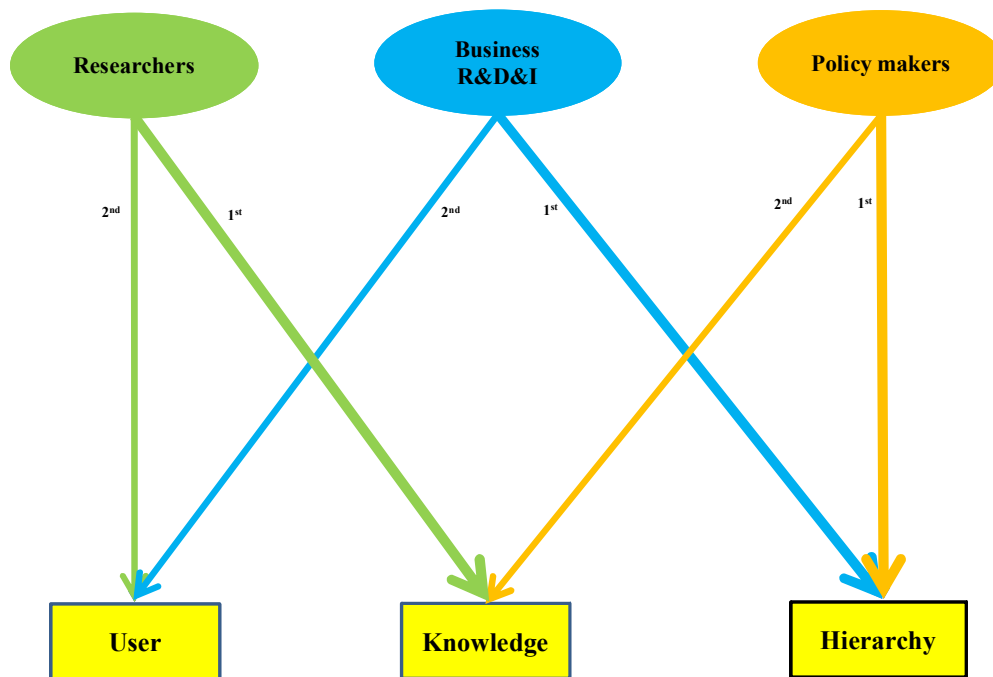 Researchers
Business
R&D&I
Policy makers
2nd
1st
2nd
1st
2nd
1st
User
Knowledge
Hierarchy